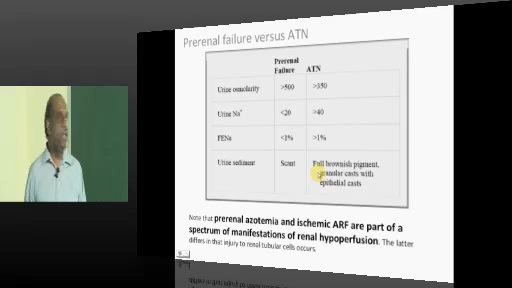 Prerenal failure versus ATN
Prerenal Failure ATN
Urine osmolarity >500 >350
Urine Na+ <20 >40
FENa <1% >1%
Urine sediment Scant Full brownish pigment,
granular casts with
epithelial casts
Note that prerenal azotemia and ischemic ARF are part of a
spectrum of manifestations of renal hypoperfusion. The latter
differs in that injury to renal tubular cells occurs.